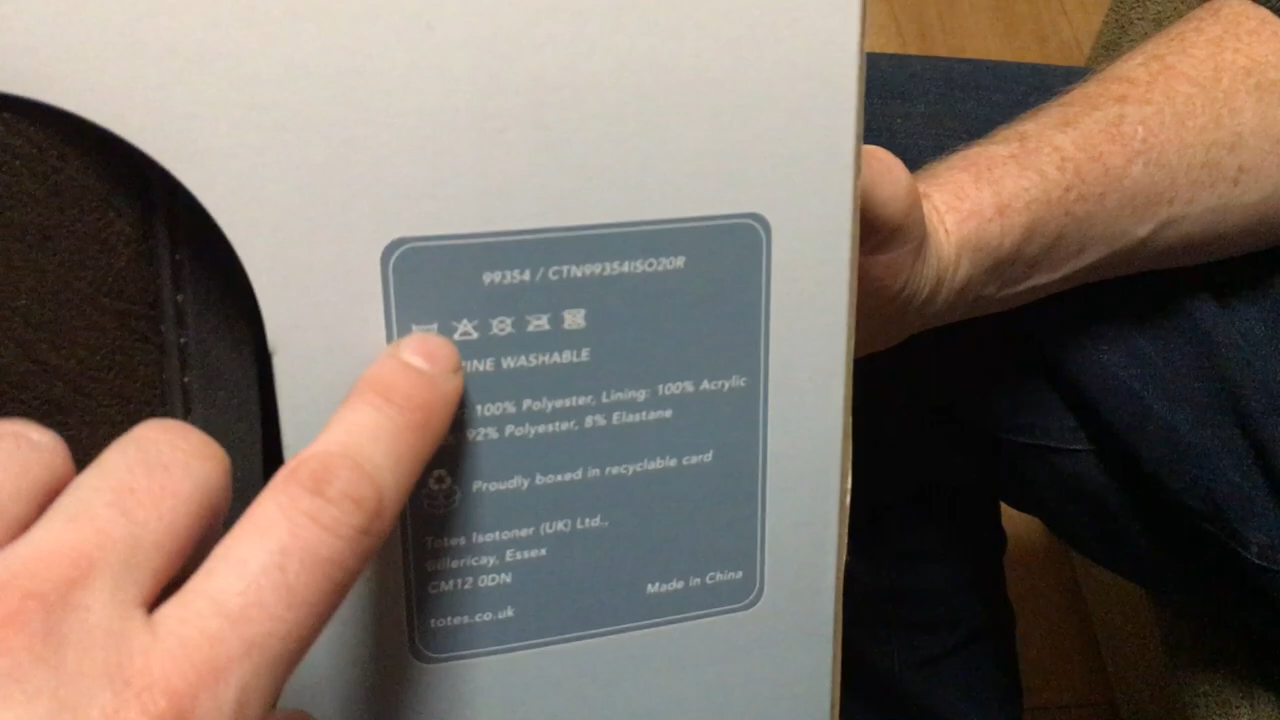 99354 / CTN99354ISO20R
WASHABLE
100% Polyester, Lining: 100% Acrylic
92% Polyester, 8% Elastane
Proudly boxed in recyclable card
Totes Isotoner (UK) Ltd.,
Billericay, Essex
CM12 0DN
Made in China
totes.co.uk